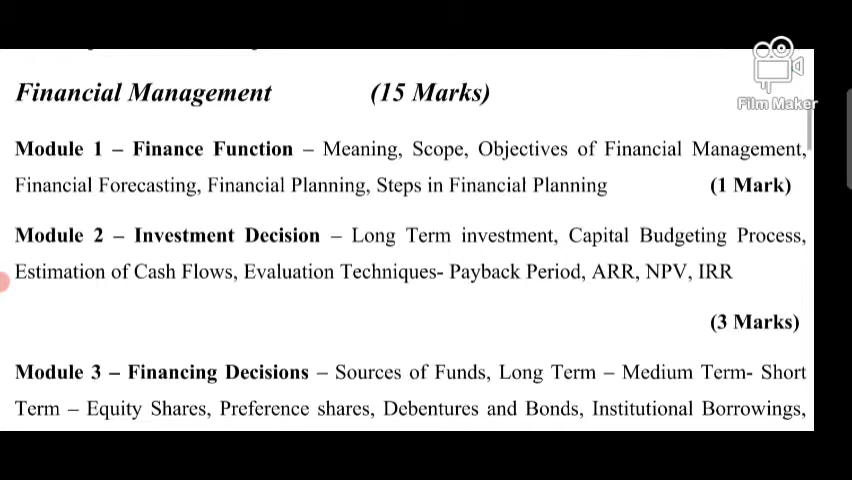 Financial Management (15 Marks)
Film Maker
Module 1 – Finance Function – Meaning, Scope, Objectives of Financial Management,
Financial Forecasting, Financial Planning, Steps in Financial Planning (1 Mark)
Module 2 – Investment Decision – Long Term investment, Capital Budgeting Process,
Estimation of Cash Flows, Evaluation Techniques- Payback Period, ARR, NPV, IRR
(3 Marks)
Module 3 – Financing Decisions – Sources of Funds, Long Term – Medium Term- Short
Term – Equity Shares, Preference shares, Debentures and Bonds, Institutional Borrowings,